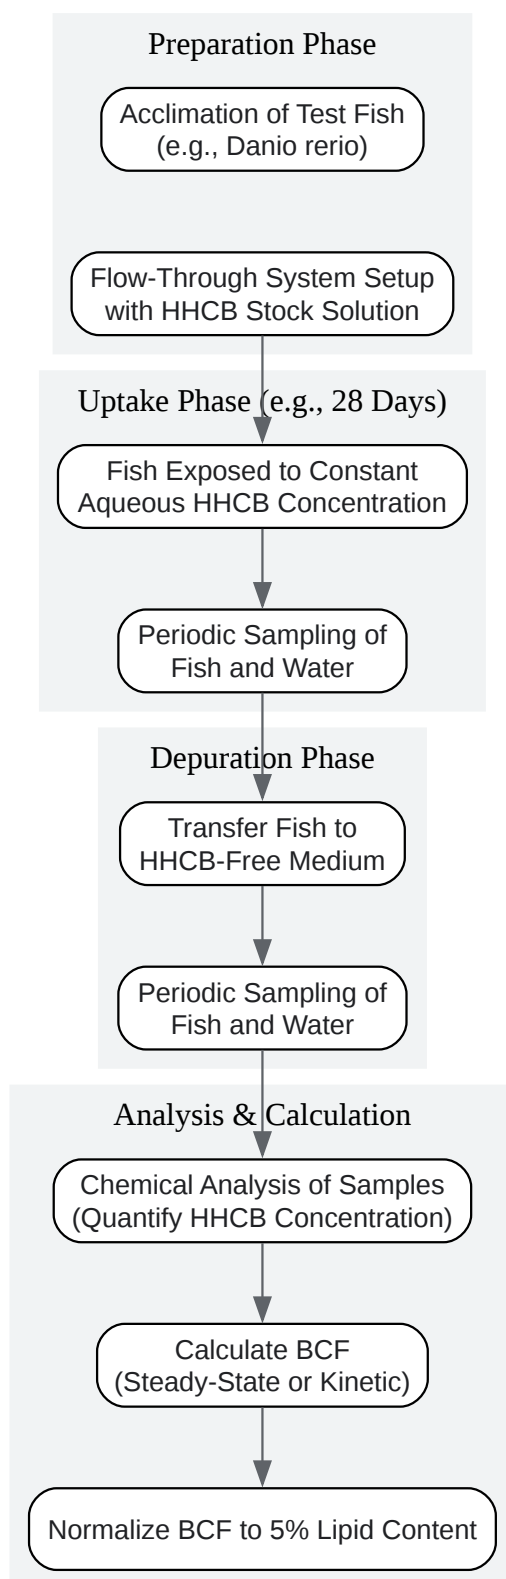 Preparation Phase
Acclimation of Test Fish
(e.g., Danio rerio)
Flow-Through System Setup
with HHCB Stock Solution
Uptake Phase (e.g., 28 Days)
Fish Exposed to Constant
Aqueous HHCB Concentration
Periodic Sampling of
Fish and Water
Depuration Phase
Transfer Fish to
HHCB-Free Medium
Periodic Sampling of
Fish and Water
Analysis & Calculation
Chemical Analysis of Samples
(Quantify HHCB Concentration)
Calculate BCF
(Steady-State or Kinetic)
Normalize BCF to 5% Lipid Content